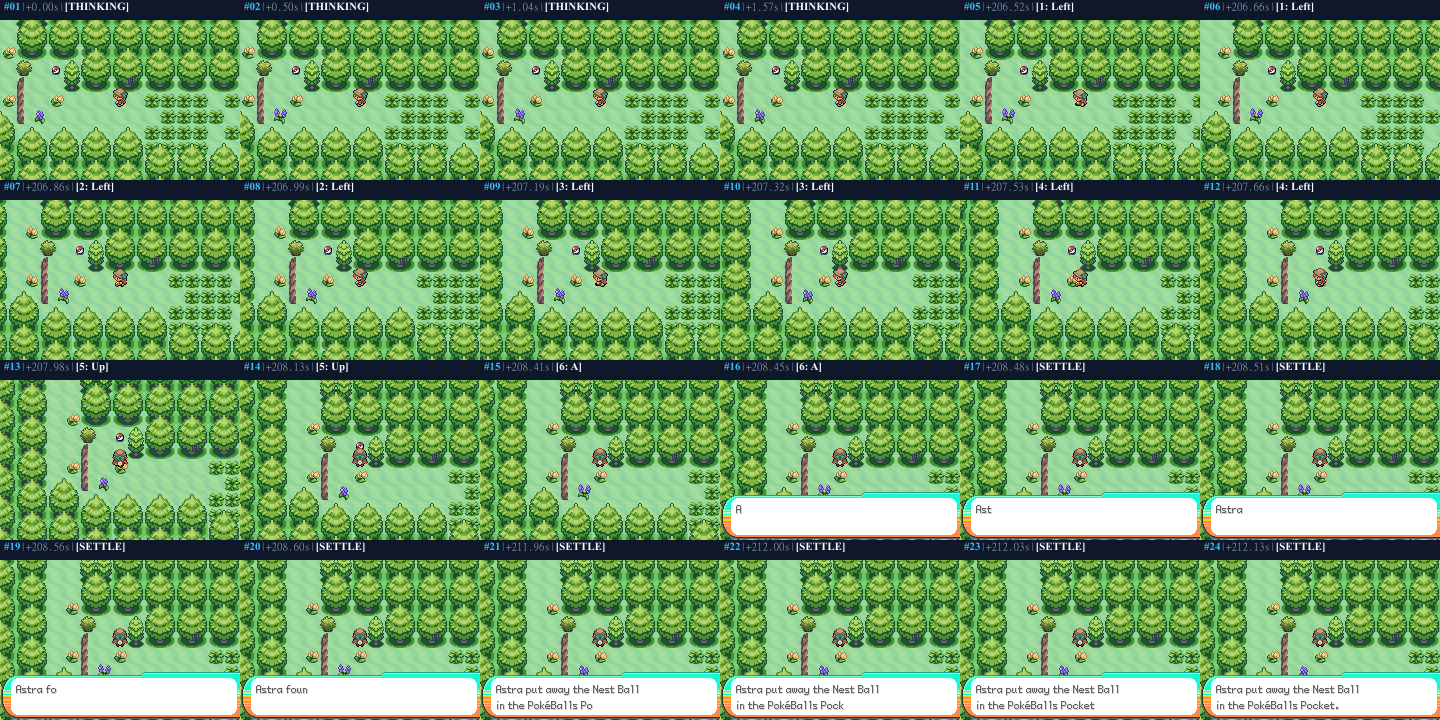 #01|+0.00s|[THINKING]
#02|+0.50s|[THINKING]
#03|+1.04s|[THINKING]
#04|+1.57s|[THINKING]
#05|+206.52s|[1: Left]
#06|+206.66s|[1: Left]
#07|+206.86s|[2: Left]
#08|+206.99s|[2: Left]
#09|+207.19s|[3: Left]
#10|+207.32s|[3: Left]
#11|+207.53s|[4: Left]
#12|+207.66s|[4: Left]
#13|+207.98s|[5: Up]
#14|+208.13s|[5: Up]
#15|+208.41s|[6: A]
#16|+208.45s|[6: A]
#17|+208.48s|[SETTLE]
#18|+208.51s|[SETTLE]
A
Ast
Astra
#19|+208.56s|[SETTLE]
#20|+208.60s|[SETTLE]
#21|+211.96s|[SETTLE]
#22|+212.00s|[SETTLE]
#23|+212.03s|[SETTLE]
#24|+212.13s|[SETTLE]
Astra fo
Astra foun
Astra put away the Nest Ball
in the PokéBalls Po
Astra put away the Nest Ball
in the PokéBalls Pock
Astra put away the Nest Ball
in the PokéBalls Pocket
Astra put away the Nest Ball
in the PokéBalls Pocket.